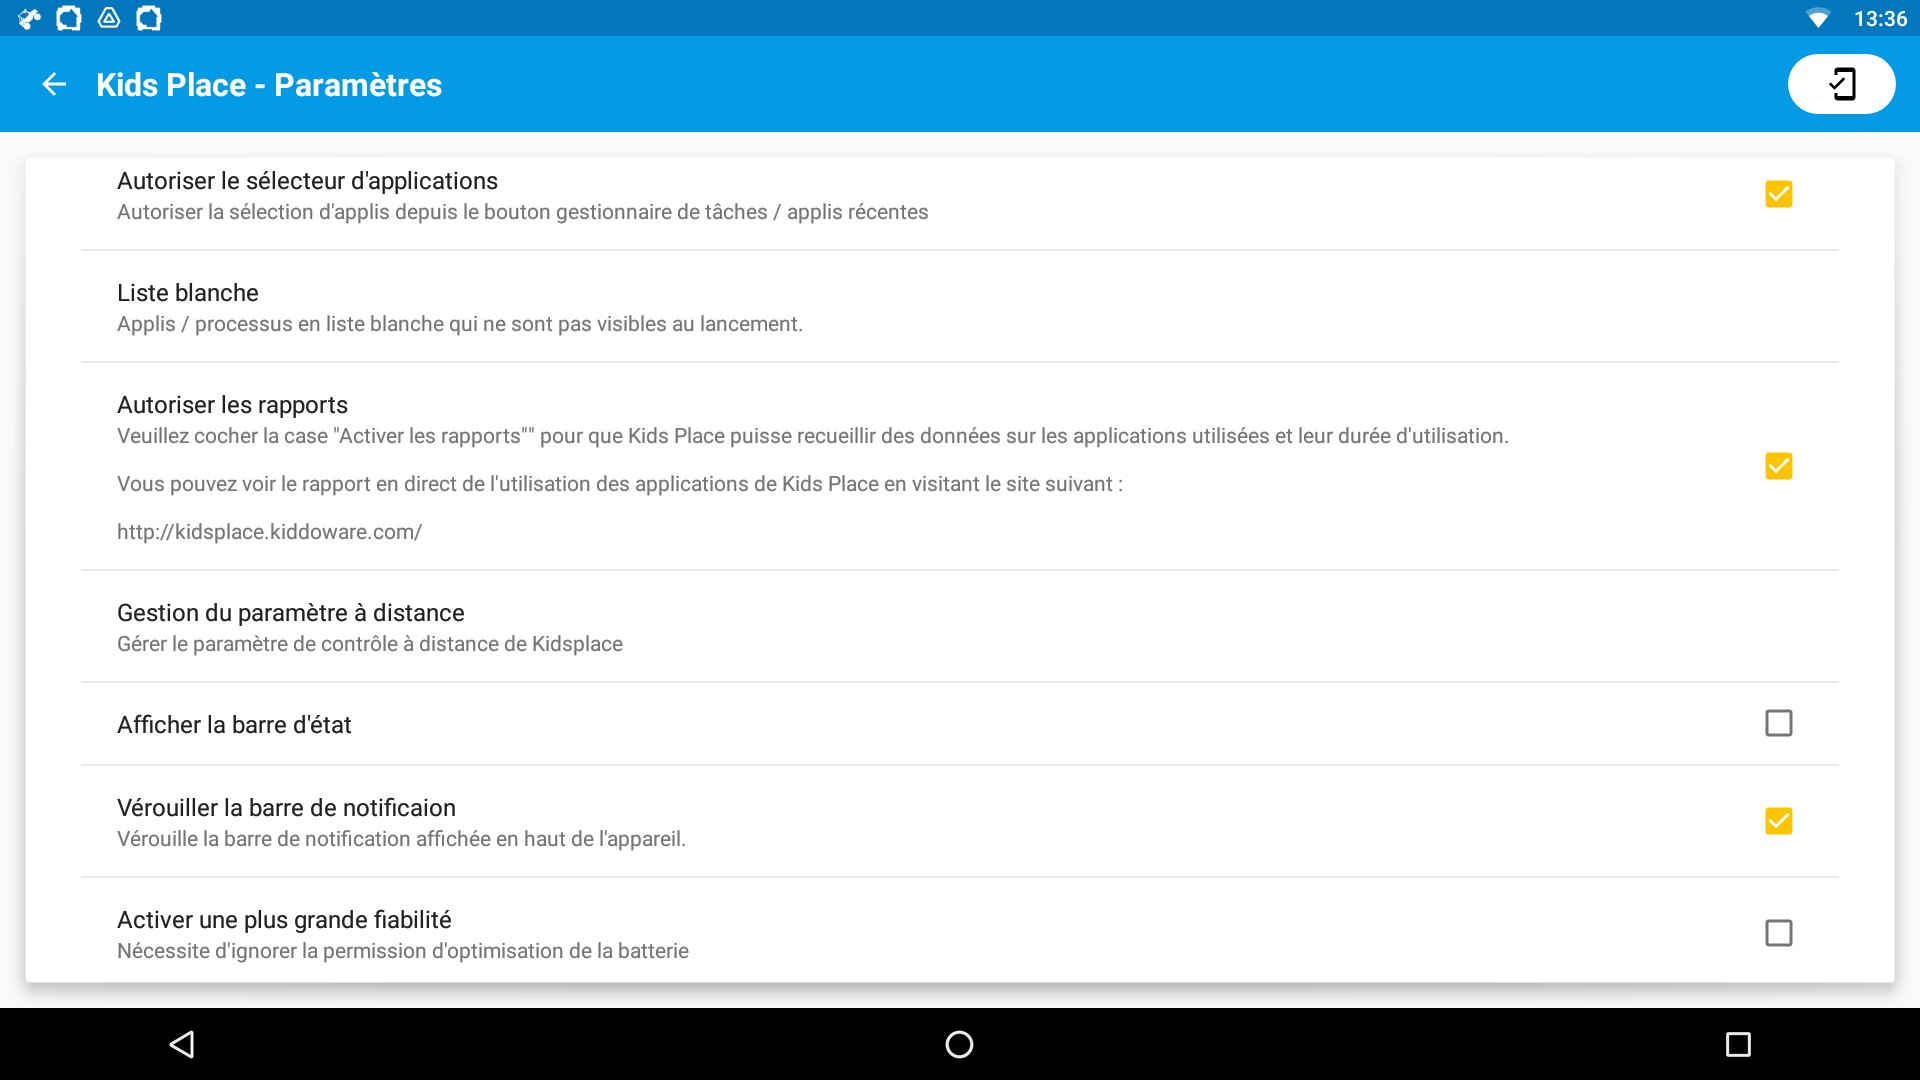 13:36
Kids Place - Paramètres
Autoriser le sélecteur d'applications
Autoriser la sélection d'applis depuis le bouton gestionnaire de tâches / applis récentes
Liste blanche
Applis / processus en liste blanche qui ne sont pas visibles au lancement.
Autoriser les rapports
Veuillez cocher la case "Activer les rapports"" pour que Kids Place puisse recueillir des données sur les applications utilisées et leur durée d'utilisation.
Vous pouvez voir le rapport en direct de l'utilisation des applications de Kids Place en visitant le site suivant :
http://kidsplace.kiddoware.com/
Gestion du paramètre à distance
Gérer le paramètre de contrôle à distance de Kidsplace
Afficher la barre d'état
Vérouiller la barre de notificaion
Vérouille la barre de notification affichée en haut de l'appareil.
Activer une plus grande fiabilité
Nécessite d'ignorer la permission d'optimisation de la batterie